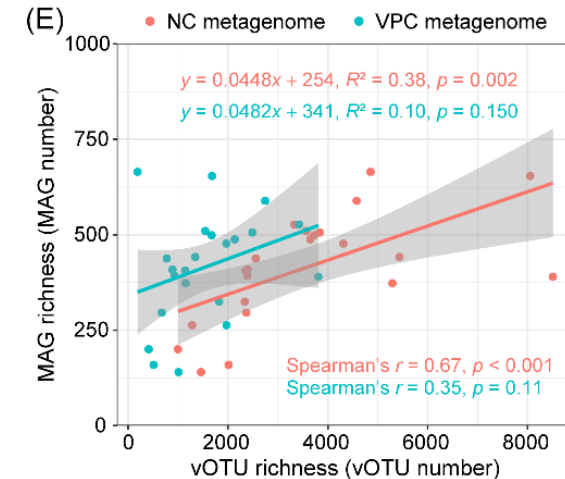 (E)
NC metagenome VPC metagenome
y = 0.0448x + 254, R² = 0.38, p = 0.002
y = 0.0482x + 341, R² = 0.10, p = 0.150
MAG richness (MAG number)
1000
750
500
250
0
Spearman's r = 0.67, p < 0.001
Spearman's r = 0.35, p = 0.11
0 2000 4000 6000 8000
vOTU richness (vOTU number)